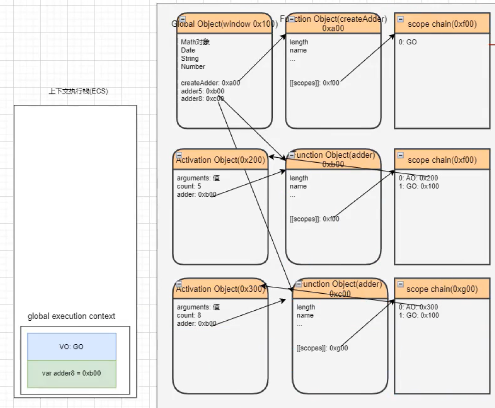 上下文执行栈(ECS)
global execution context
VO: GO
var adder8 = 0xb00
Global Object(window 0x100)
Math对象
Date
String
Number
createAdder: 0xa00
adder5: 0xb00
adder8: 0xc00
Function Object(createAdder)
0xa00
length
name
...
[[scopes]]: 0xf00
scope chain(0xf00)
0: GO
Activation Object(0x200)
arguments: 值
count: 5
adder: 0xb00
Function Object(adder)
0xb00
length
name
...
[[scopes]]: 0xf00
scope chain(0xf00)
0: AO: 0x200
1: GO: 0x100
Activation Object(0x300)
arguments: 值
count: 8
adder: 0xb00
Function Object(adder)
0xc00
length
name
...
[[scopes]]: 0xg00
scope chain(0xg00)
0: AO: 0x300
1: GO: 0x100